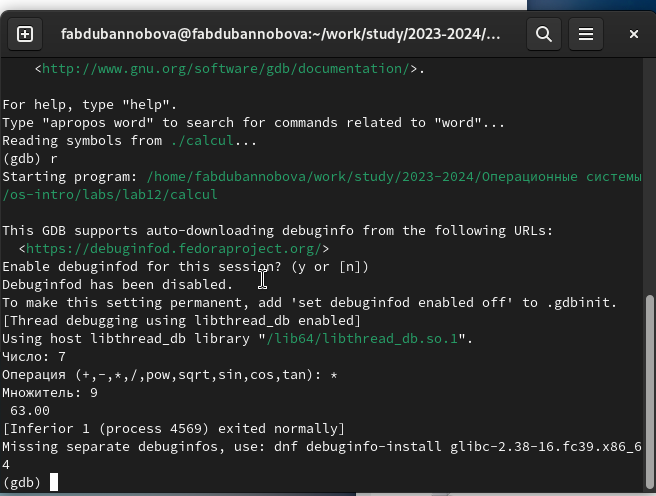 fabdubannobova@fabdubannobova:~/work/study/2023-2024/...
<http://www.gnu.org/software/gdb/documentation/>.
For help, type "help".
Type "apropos word" to search for commands related to "word"...
Reading symbols from ./calcul...
(gdb) r
Starting program: /home/fabdubannobova/work/study/2023-2024/Операционные системы
/os-intro/labs/lab12/calcul
This GDB supports auto-downloading debuginfo from the following URLs:
<https://debuginfod.fedoraproject.org/>
Enable debuginfod for this session? (y or [n])
Debuginfod has been disabled.
To make this setting permanent, add 'set debuginfod enabled off' to .gdbinit.
[Thread debugging using libthread_db enabled]
Using host libthread_db library "/lib64/libthread_db.so.1".
Число: 7
Операция (+,-,*,/,pow,sqrt,sin,cos,tan): *
Множитель: 9
63.00
[Inferior 1 (process 4569) exited normally]
Missing separate debuginfos, use: dnf debuginfo-install glibc-2.38-16.fc39.x86_6
4
(gdb)